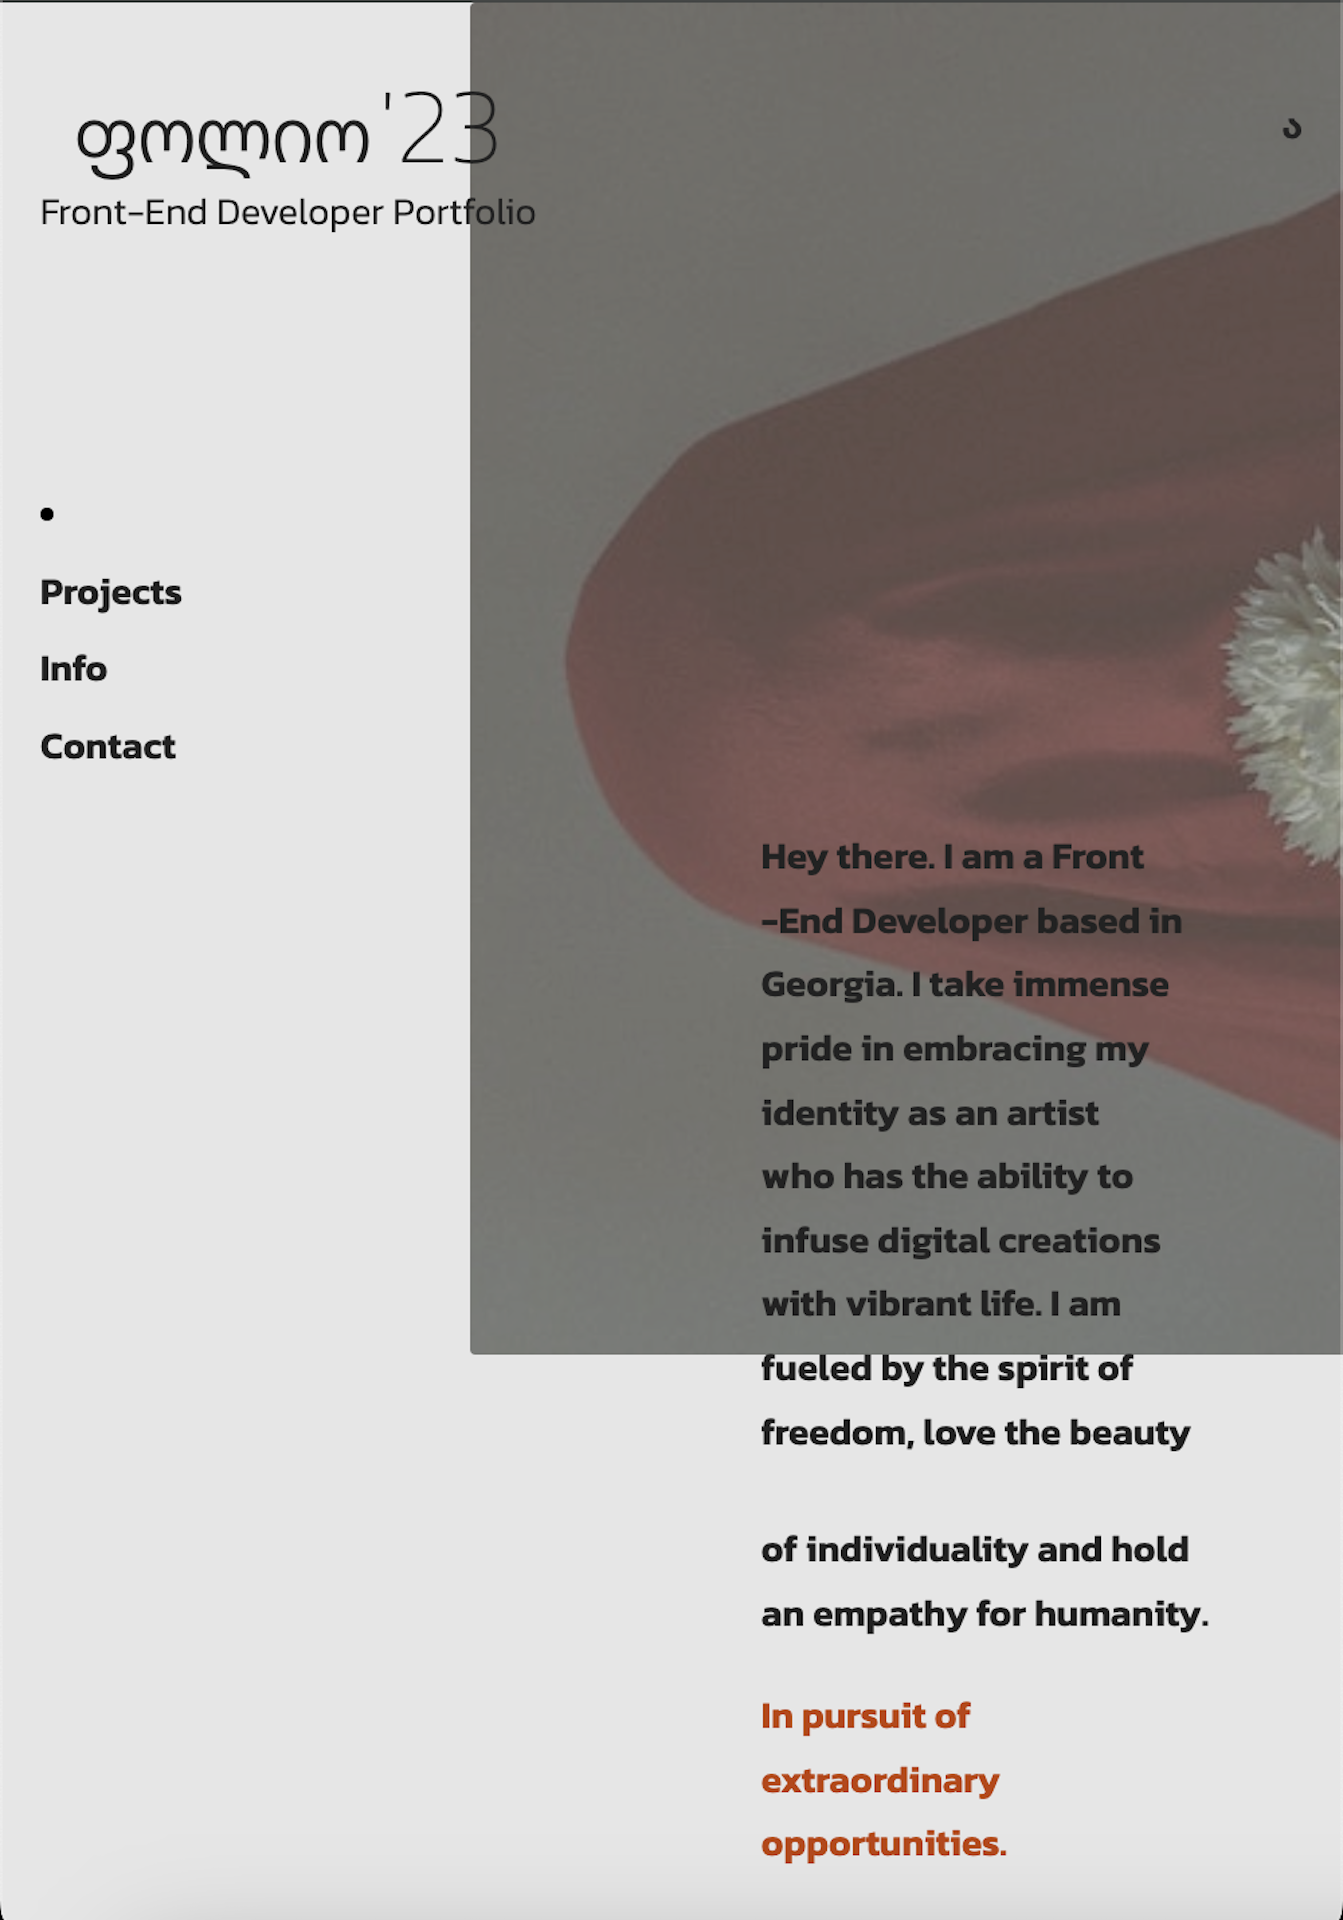 ფოლიო '23
ა
Front-End Developer Portfolio
Projects
Info
Contact
Hey there. I am a Front
-End Developer based in
Georgia. I take immense
pride in embracing my
identity as an artist
who has the ability to
infuse digital creations
with vibrant life. I am
fueled by the spirit of
freedom, love the beauty
of individuality and hold
an empathy for humanity.
In pursuit of
extraordinary
opportunities.